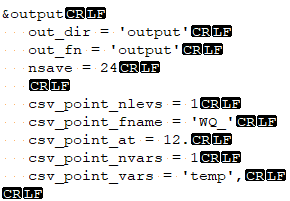 &outputCRLF
out_dir = 'output'CRLF
out_fn = 'output'CRLF
nsave = 24CRLF
CRLF
csv_point_nlevs = 1CRLF
csv_point_fname = 'WQ_'CRLF
csv_point_at = 12.CRLF
csv_point_nvars = 1CRLF
csv_point_vars = 'temp',CRLF
CRLF